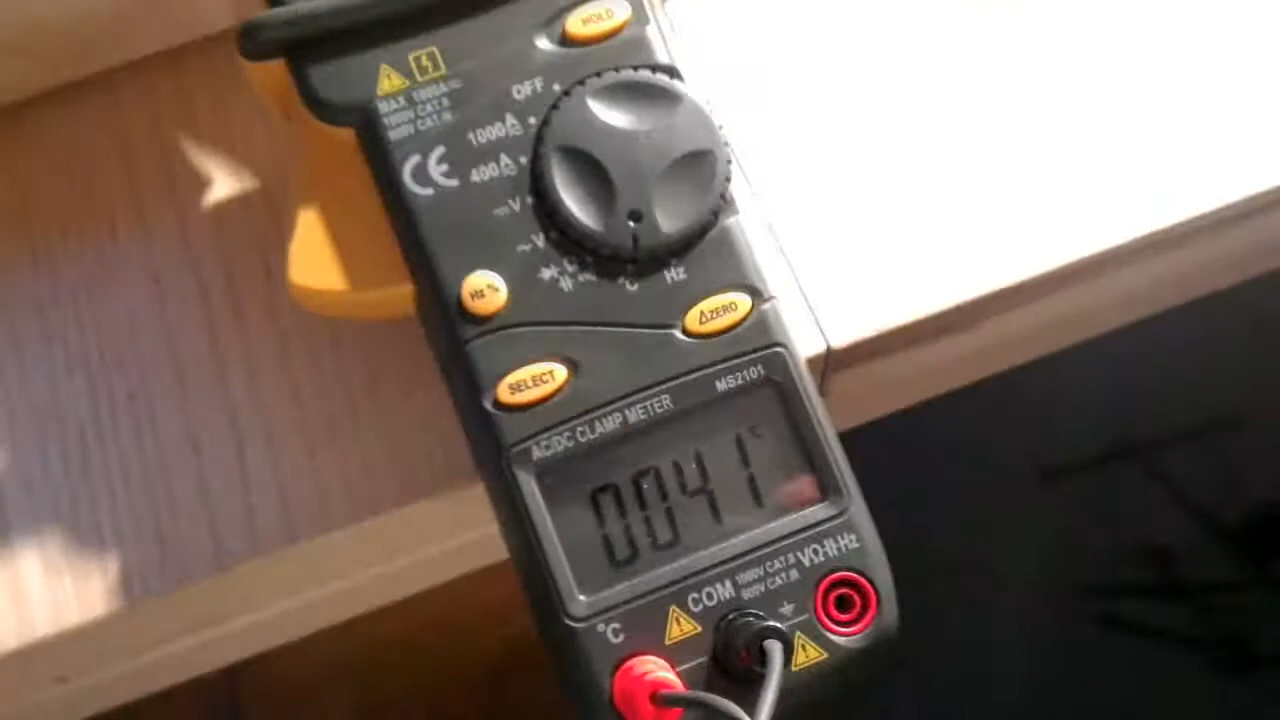 HOLD
MAX 1000A
1000V CAT.II
600V CAT.III
OFF
1000A
400A
CE
V
~V
Hz %
°C
Hz
ΔZERO
SELECT
MS2101
AC/DC CLAMP METER
0041°C
°C
COM
1000V CAT.II
600V CAT.III
VΩHz